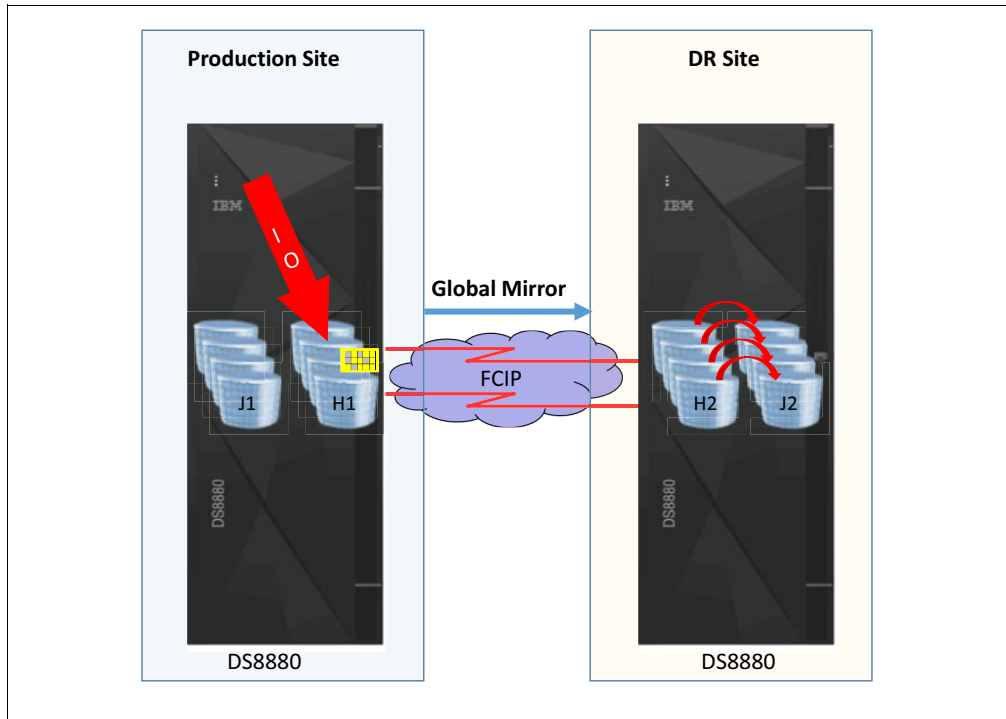 Production Site
DR Site
IBM
IBM
I
O
Global Mirror
FCIP
J1
H1
H2
J2
DS8880
DS8880
DS8880
DS8880